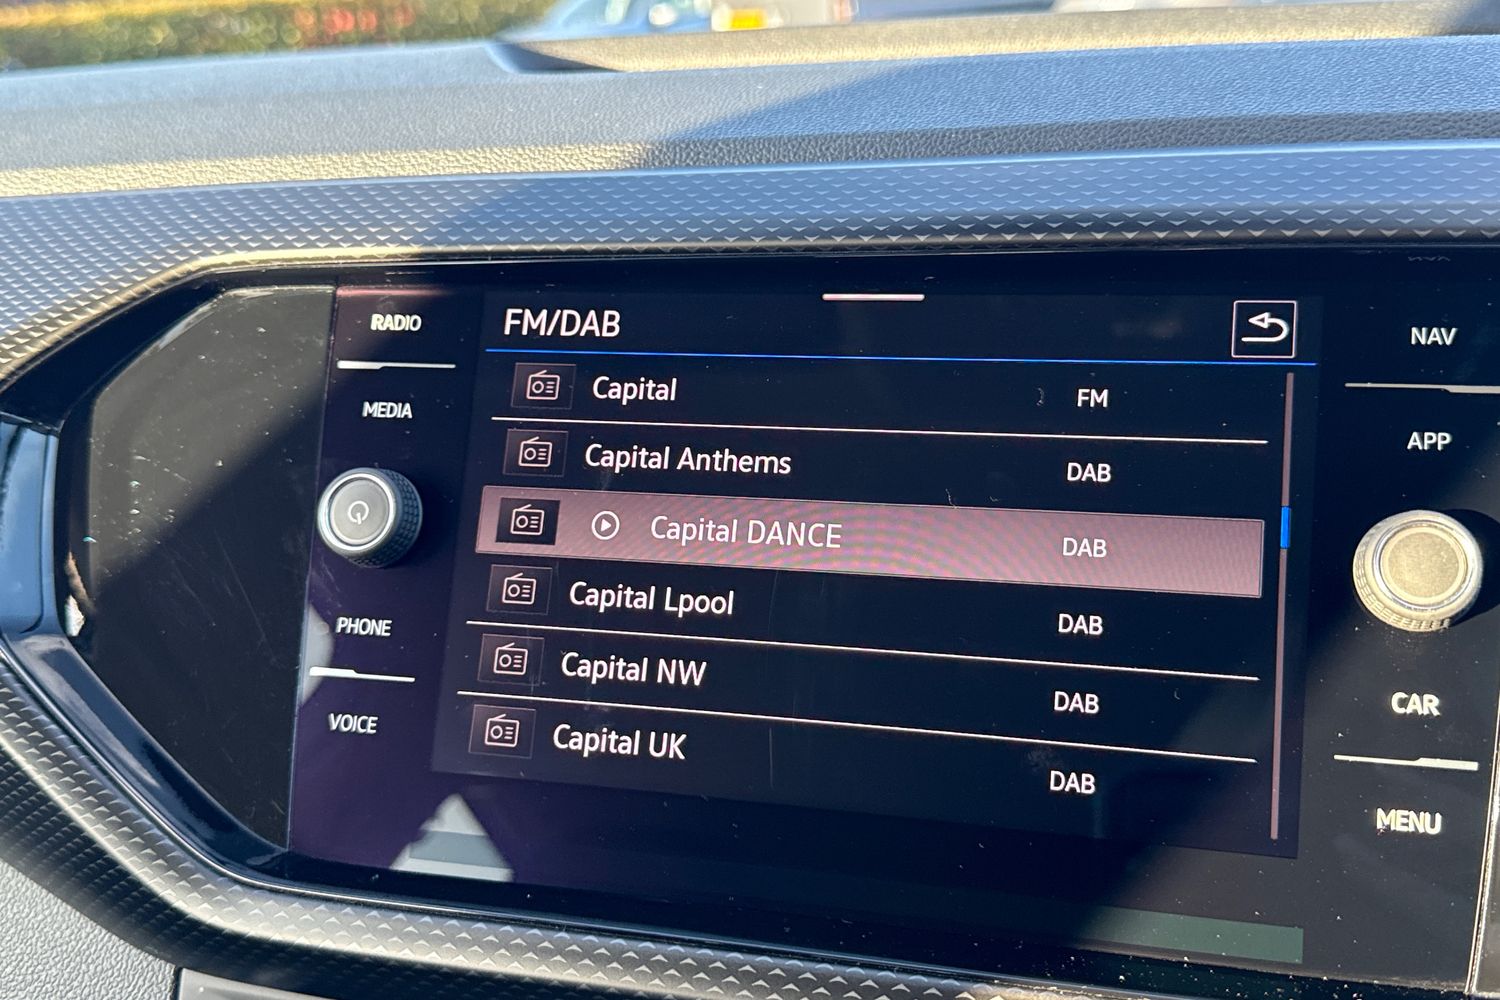 RADIO
MEDIA
PHONE
VOICE
FM/DAB
Capital FM
Capital Anthems DAB
Capital DANCE DAB
Capital Lpool DAB
Capital NW DAB
Capital UK DAB
NAV
APP
CAR
MENU